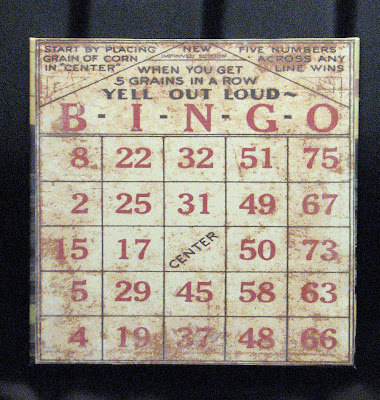 START BY PLACING GRAIN OF CORN IN "CENTER"
NEW
IMPROVED EDITION
FIVE NUMBERS ACROSS ANY LINE WINS
WHEN YOU GET
5 GRAINS IN A ROW
YELL OUT LOUD~
B-I-N-G-O
8 22 32 51 75
2 25 31 49 67
15 17 CENTER 50 73
5 29 45 58 63
4 19 37 48 66